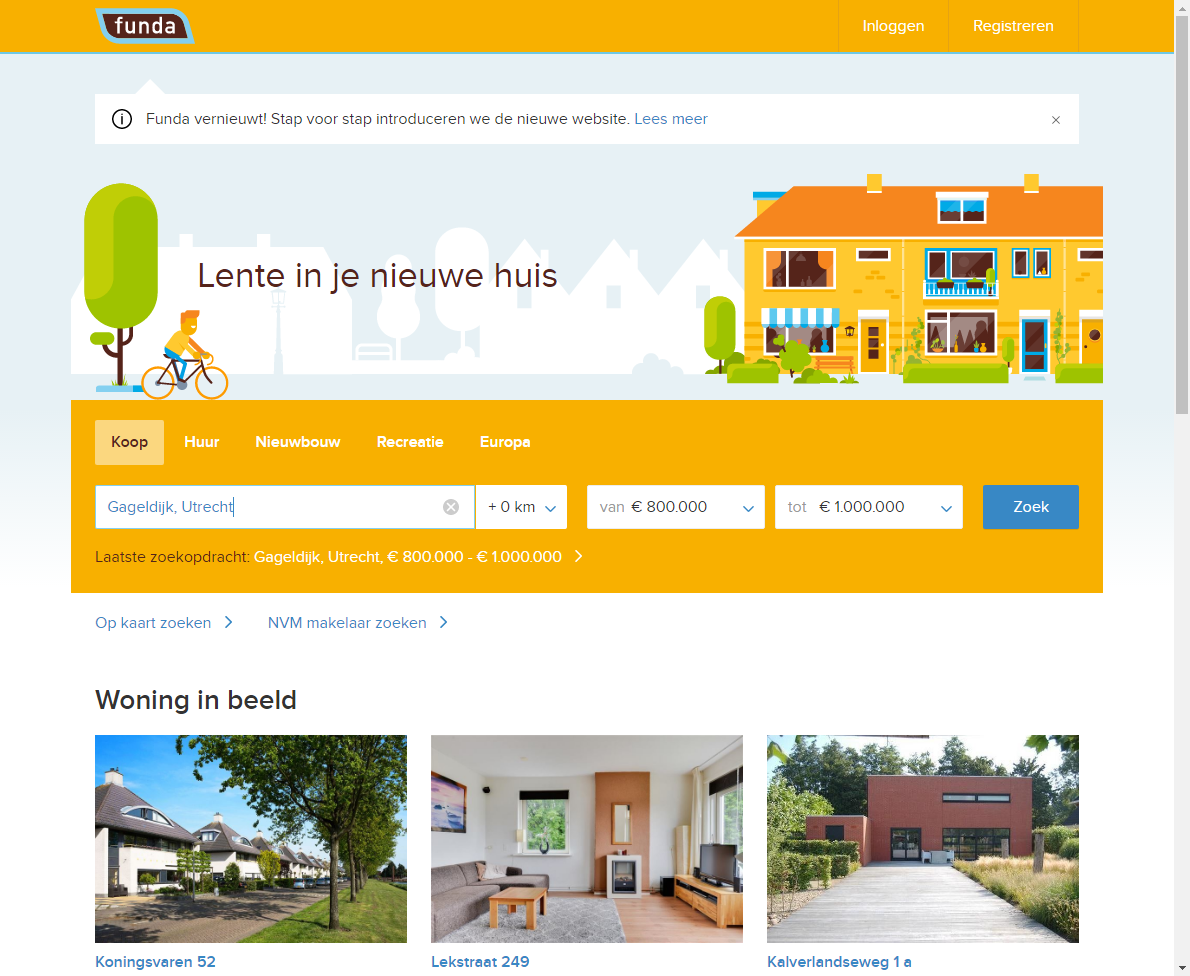 funda
Inloggen
Registreren
Funda vernieuwt! Stap voor stap introduceren we de nieuwe website. Lees meer
Lente in je nieuwe huis
Koop
Huur
Nieuwbouw
Recreatie
Europa
Gageldijk, Utrecht
+ 0 km
van € 800.000
tot € 1.000.000
Zoek
Laatste zoekopdracht: Gageldijk, Utrecht, € 800.000 - € 1.000.000
Op kaart zoeken
NVM makelaar zoeken
Woning in beeld
Koningsvaren 52
Lekstraat 249
Kalverlandseweg 1 a